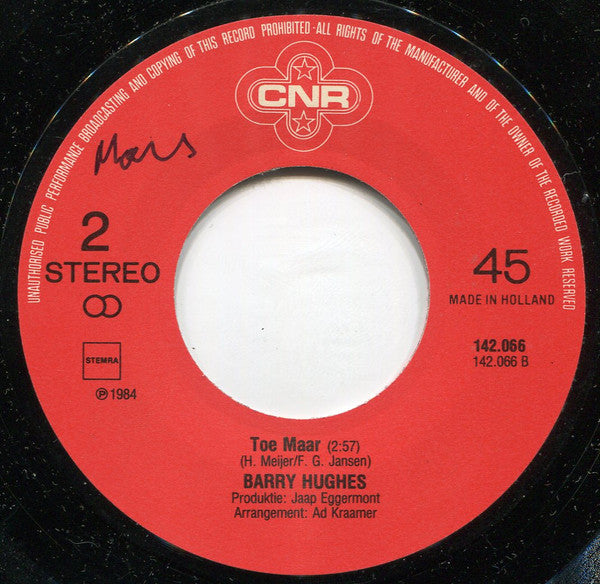 UNAUTHORISED PUBLIC PERFORMANCE BROADCASTING AND COPYING OF THIS RECORD PROHIBITED-ALL RIGHTS OF THE MANUFACTURER AND OF THE OWNER OF THE RECORDED WORK RESERVED
CNR
2
STEREO
45
MADE IN HOLLAND
STEMRA
℗ 1984
142.066
142.066 B
Toe Maar (2:57)
(H. Meijer/F. G. Jansen)
BARRY HUGHES
Produktie: Jaap Eggermont
Arrangement: Ad Kraamer